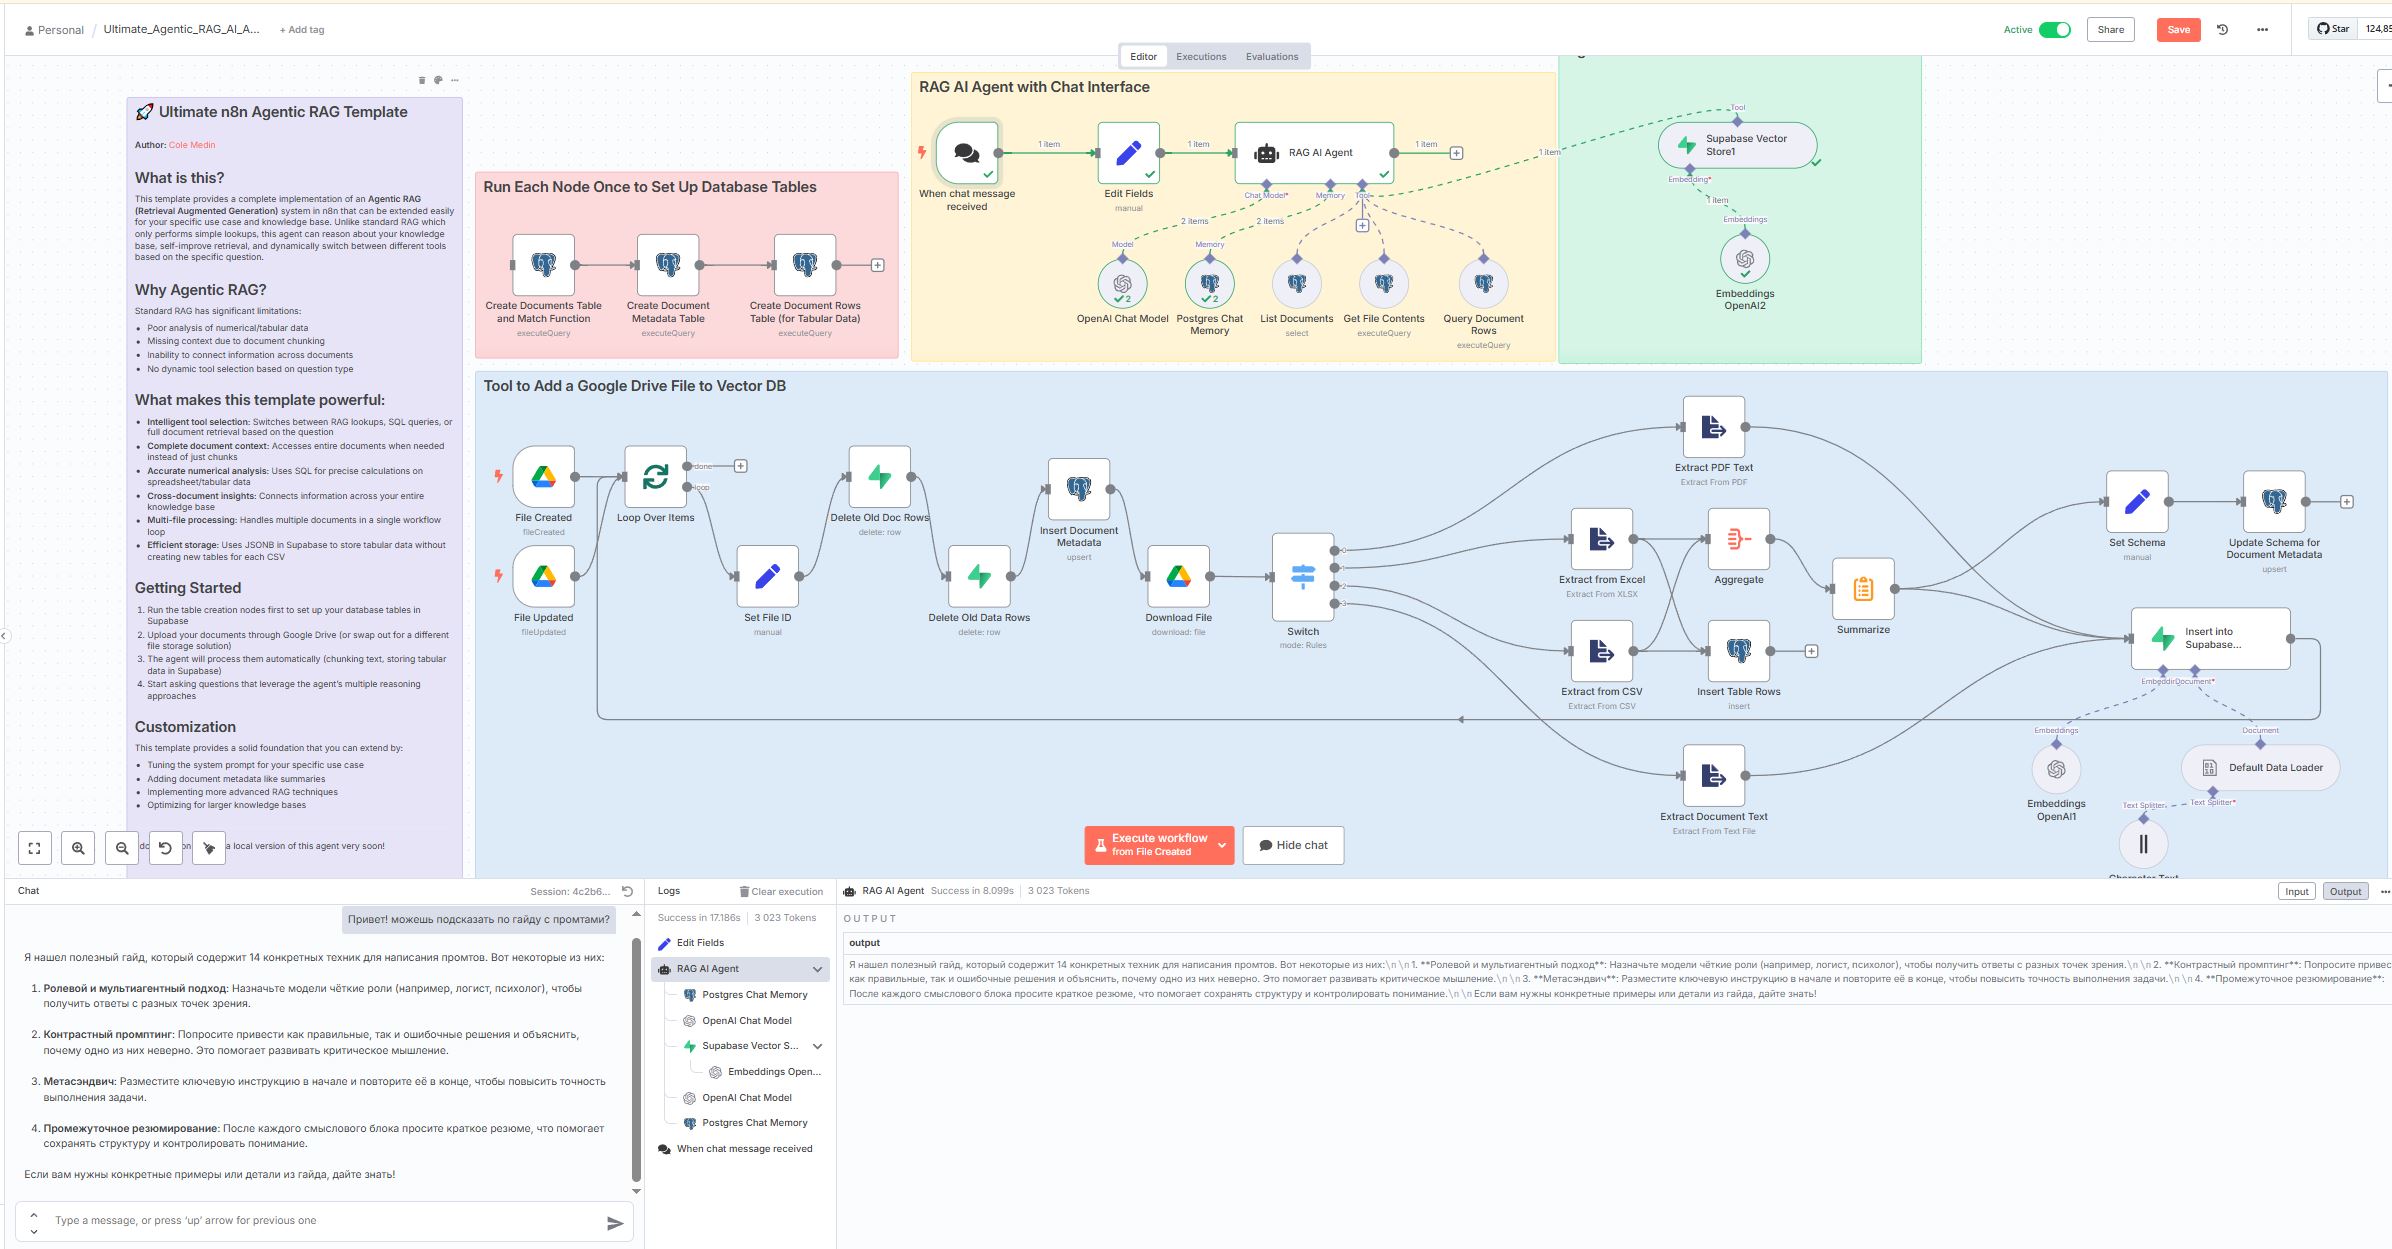 Personal / Ultimate_Agentic_RAG_AI_A... + Add tag
Active Share Save ... Star
Editor Executions Evaluations
🚀 Ultimate n8n Agentic RAG Template
Author: Cole Medin
What is this?
This template provides a complete implementation of an Agentic RAG
(Retrieval Augmented Generation) system in n8n that can be extended easily
for your specific use case and knowledge base. Unlike standard RAG which
only performs simple lookups, this agent can reason about your knowledge
base, self-improve retrieval, and dynamically switch between different tools
based on the specific question.
Why Agentic RAG?
Standard RAG has significant limitations:
• Poor analysis of numerical/tabular data
• Missing context due to document chunking
• Inability to connect information across documents
• No dynamic tool selection based on question type
What makes this template powerful:
• Intelligent tool selection: Switches between RAG lookups, SQL queries, or
full document retrieval based on the question
• Complete document context: Accesses entire documents when needed
instead of just chunks
• Accurate numerical analysis: Uses SQL for precise calculations on
spreadsheet/tabular data
• Cross-document insights: Connects information across your entire
knowledge base
• Multi-file processing: Handles multiple documents in a single workflow
loop
• Efficient storage: Uses JSONB in Supabase to store tabular data without
creating new tables for each CSV
Getting Started
1. Run the table creation nodes first to set up your database tables in
Supabase
2. Upload your documents through Google Drive (or swap out for a different
file storage solution)
3. The agent will process them automatically (chunking text, storing tabular
data in Supabase)
4. Start asking questions that leverage the agent's multiple reasoning
approaches
Customization
This template provides a solid foundation that you can extend by:
• Tuning the system prompt for your specific use case
• Adding document metadata like summaries
• Implementing more advanced RAG techniques
• Optimizing for larger knowledge bases
a local version of this agent very soon!
Run Each Node Once to Set Up Database Tables
Create Documents Table
and Match Function
executeQuery
Create Document
Metadata Table
executeQuery
Create Document Rows
Table (for Tabular Data)
executeQuery
RAG AI Agent with Chat Interface
When chat message
received
1 item
Edit Fields
manual
1 item
RAG AI Agent
1 item
Chat Model*
Memory
Tool
2 items
2 items
1 item
Model
OpenAI Chat Model
2
Memory
Postgres Chat
Memory
2
List Documents
select
Get File Contents
executeQuery
Query Document
Rows
executeQuery
Tool
Supabase Vector
Store1
Embedding*
1 item
Embeddings
Embeddings
OpenAI2
Tool to Add a Google Drive File to Vector DB
File Created
fileCreated
File Updated
fileUpdated
Loop Over Items
done
loop
Set File ID
manual
Delete Old Doc Rows
delete: row
Delete Old Data Rows
delete: row
Insert Document
Metadata
upsert
Download File
download: file
Switch
mode: Rules
0
1
2
3
Extract PDF Text
Extract From PDF
Extract from Excel
Extract From XLSX
Extract from CSV
Extract From CSV
Extract Document Text
Extract From Text File
Aggregate
Insert Table Rows
insert
Summarize
Set Schema
manual
Update Schema for
Document Metadata
upsert
Insert into
Supabase...
Document*
Embeddings
Embeddings
OpenAI1
Document
Default Data Loader
Text Splitter*
Text Splitter
Execute workflow
from File Created
Hide chat
Chat Session: 4c2b6...
Привет! можешь подсказать по гайду с промтами?
Я нашел полезный гайд, который содержит 14 конкретных техник для написания промтов. Вот некоторые из них:
1. Ролевой и мультиагентный подход: Назначьте модели чёткие роли (например, логист, психолог), чтобы
получить ответы с разных точек зрения.
2. Контрастный промптинг: Попросите привести как правильные, так и ошибочные решения и объяснить,
почему одно из них неверно. Это помогает развивать критическое мышление.
3. Метасэндвич: Разместите ключевую инструкцию в начале и повторите её в конце, чтобы повысить точность
выполнения задачи.
4. Промежуточное резюмирование: После каждого смыслового блока просите краткое резюме, что помогает
сохранять структуру и контролировать понимание.
Если вам нужны конкретные примеры или детали из гайда, дайте знать!
Type a message, or press 'up' arrow for previous one
Logs Clear execution
Success in 17.186s | 3 023 Tokens
Edit Fields
RAG AI Agent
Postgres Chat Memory
OpenAI Chat Model
Supabase Vector S...
Embeddings Open...
OpenAI Chat Model
Postgres Chat Memory
When chat message received
RAG AI Agent Success in 8.099s | 3 023 Tokens
Input Output ...
OUTPUT
output
Я нашел полезный гайд, который содержит 14 конкретных техник для написания промтов. Вот некоторые из них:\n\n1. **Ролевой и мультиагентный подход**: Назначьте модели чёткие роли (например, логист, психолог), чтобы получить ответы с разных точек зрения.\n\n2. **Контрастный промптинг**: Попросите
как правильные, так и ошибочные решения и объяснить, почему одно из них неверно. Это помогает развивать критическое мышление.\n\n3. **Метасэндвич**: Разместите ключевую инструкцию в начале и повторите её в конце, чтобы повысить точность выполнения задачи.\n\n4. **Промежуточное резюмирование**:
После каждого смыслового блока просите краткое резюме, что помогает сохранять структуру и контролировать понимание.\n\nЕсли вам нужны конкретные примеры или детали из гайда, дайте знать!